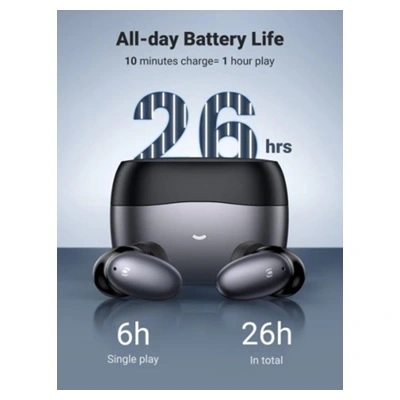 All-day Battery Life
10 minutes charge= 1 hour play
26 hrs
6h
26h
Single play
In total